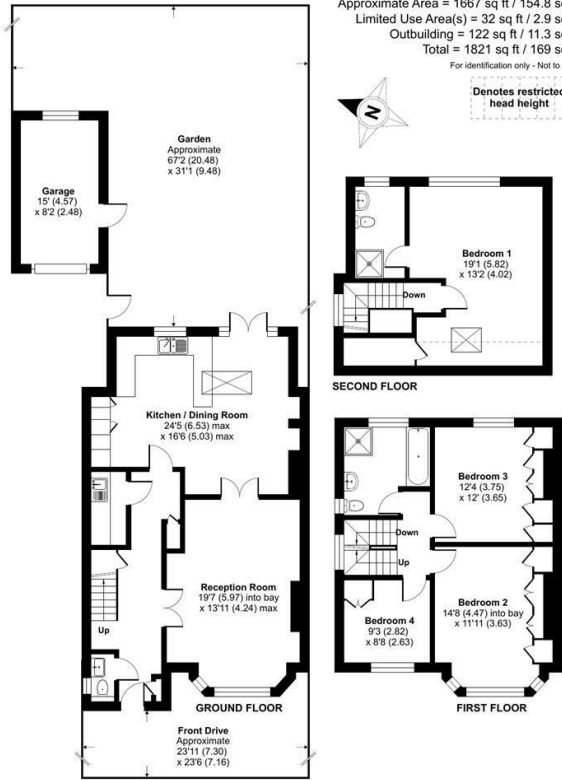 Approximate Area = 1667 sq ft / 154.8 s
Limited Use Area(s) = 32 sq ft / 2.9 s
Outbuilding = 122 sq ft / 11.3 s
Total = 1821 sq ft / 169 s
For identification only - Not to
Denotes restricted
head height
N
Garden
Approximate
67'2 (20.48)
x 31'1 (9.48)
Garage
15' (4.57)
x 8'2 (2.48)
Bedroom 1
19'1 (5.82)
x 13'2 (4.02)
Down
SECOND FLOOR
Kitchen / Dining Room
24'5 (6.53) max
x 16'6 (5.03) max
Bedroom 3
12'4 (3.75)
x 12' (3.65)
Down
Up
Reception Room
19'7 (5.97) into bay
x 13'11 (4.24) max
Up
Bedroom 2
14'8 (4.47) into bay
x 11'11 (3.63)
Bedroom 4
9'3 (2.82)
x 8'8 (2.63)
GROUND FLOOR
FIRST FLOOR
Front Drive
Approximate
23'11 (7.30)
x 23'6 (7.16)